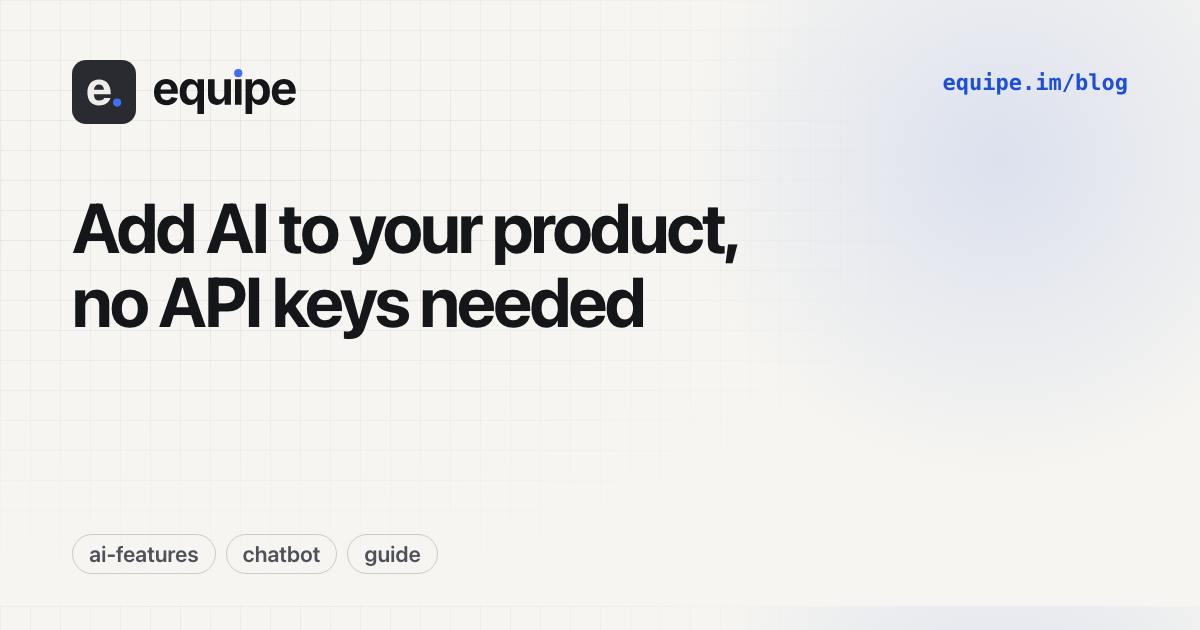 e. equipe
equipe.im/blog
Add AI to your product,
no API keys needed
ai-features chatbot guide